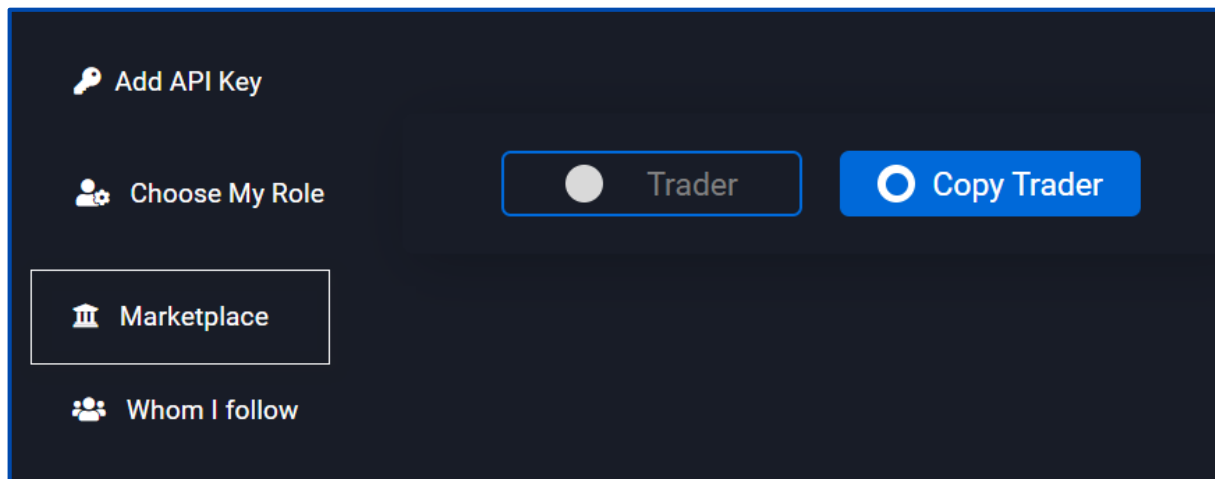 Add API Key
Choose My Role
Trader
Copy Trader
Marketplace
Whom I follow